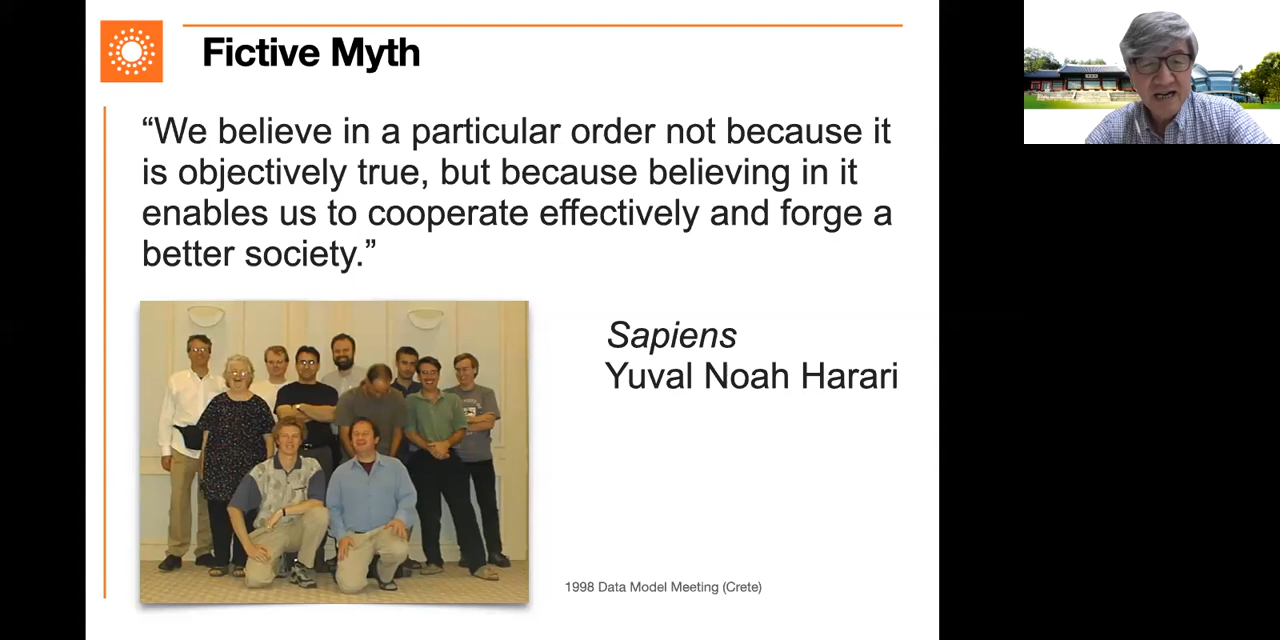 Fictive Myth
“We believe in a particular order not because it
is objectively true, but because believing in it
enables us to cooperate effectively and forge a
better society.”
Sapiens
Yuval Noah Harari
1998 Data Model Meeting (Crete)